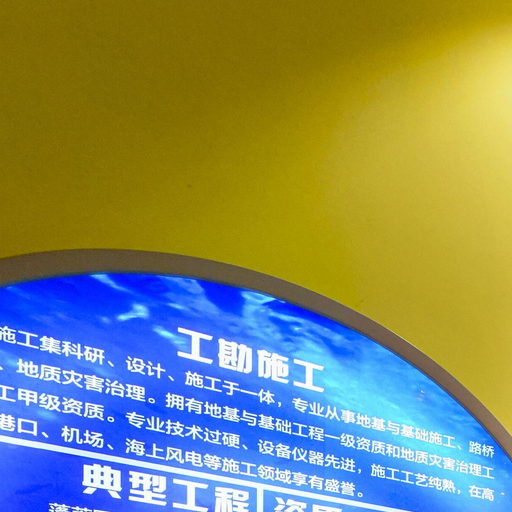 工勘施工
施工集科研、设计、施工于一体，专业从事地基与基础施工、路桥
、地质灾害治理。拥有地基与基础工程一级资质和地质灾害治理工
工甲级资质。专业技术过硬、设备仪器先进，施工工艺纯熟，在高
港口、机场、海上风电等施工领域享有盛誉。
典型工程